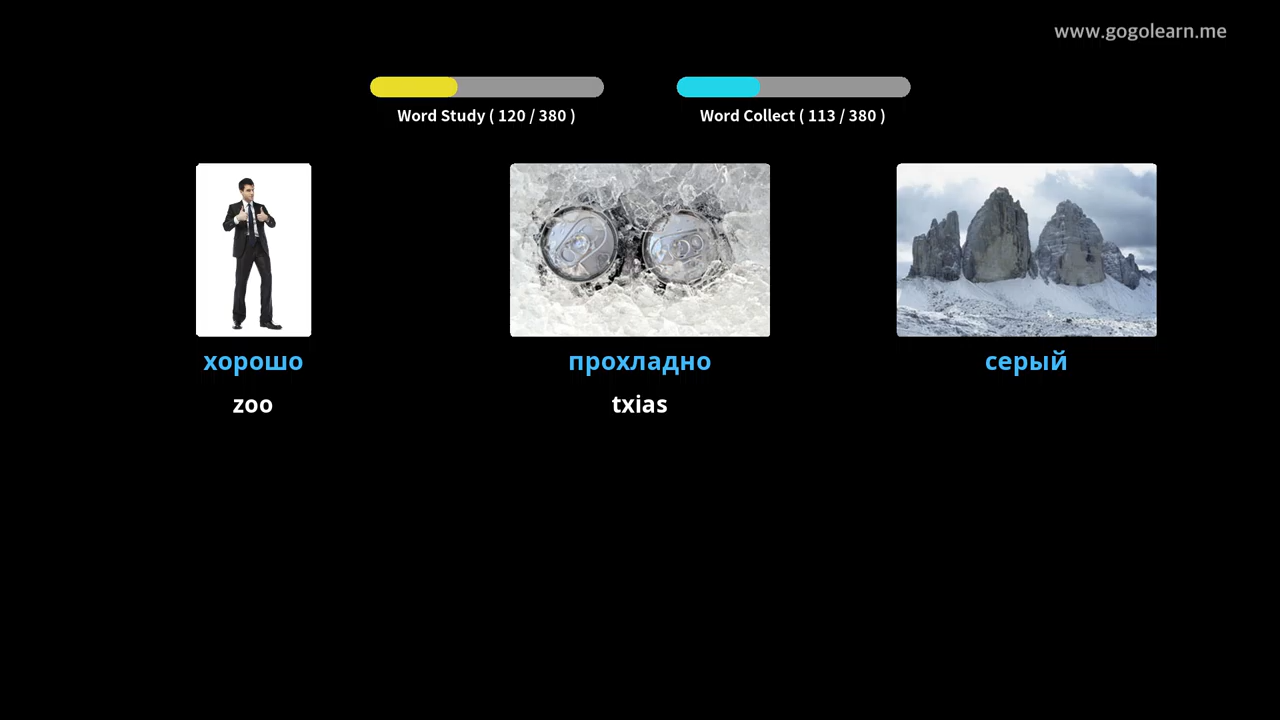 www.gogolearn.me
Word Study ( 120 / 380 )
Word Collect ( 113 / 380 )
хорошо
прохладно
серый
zoo
txias